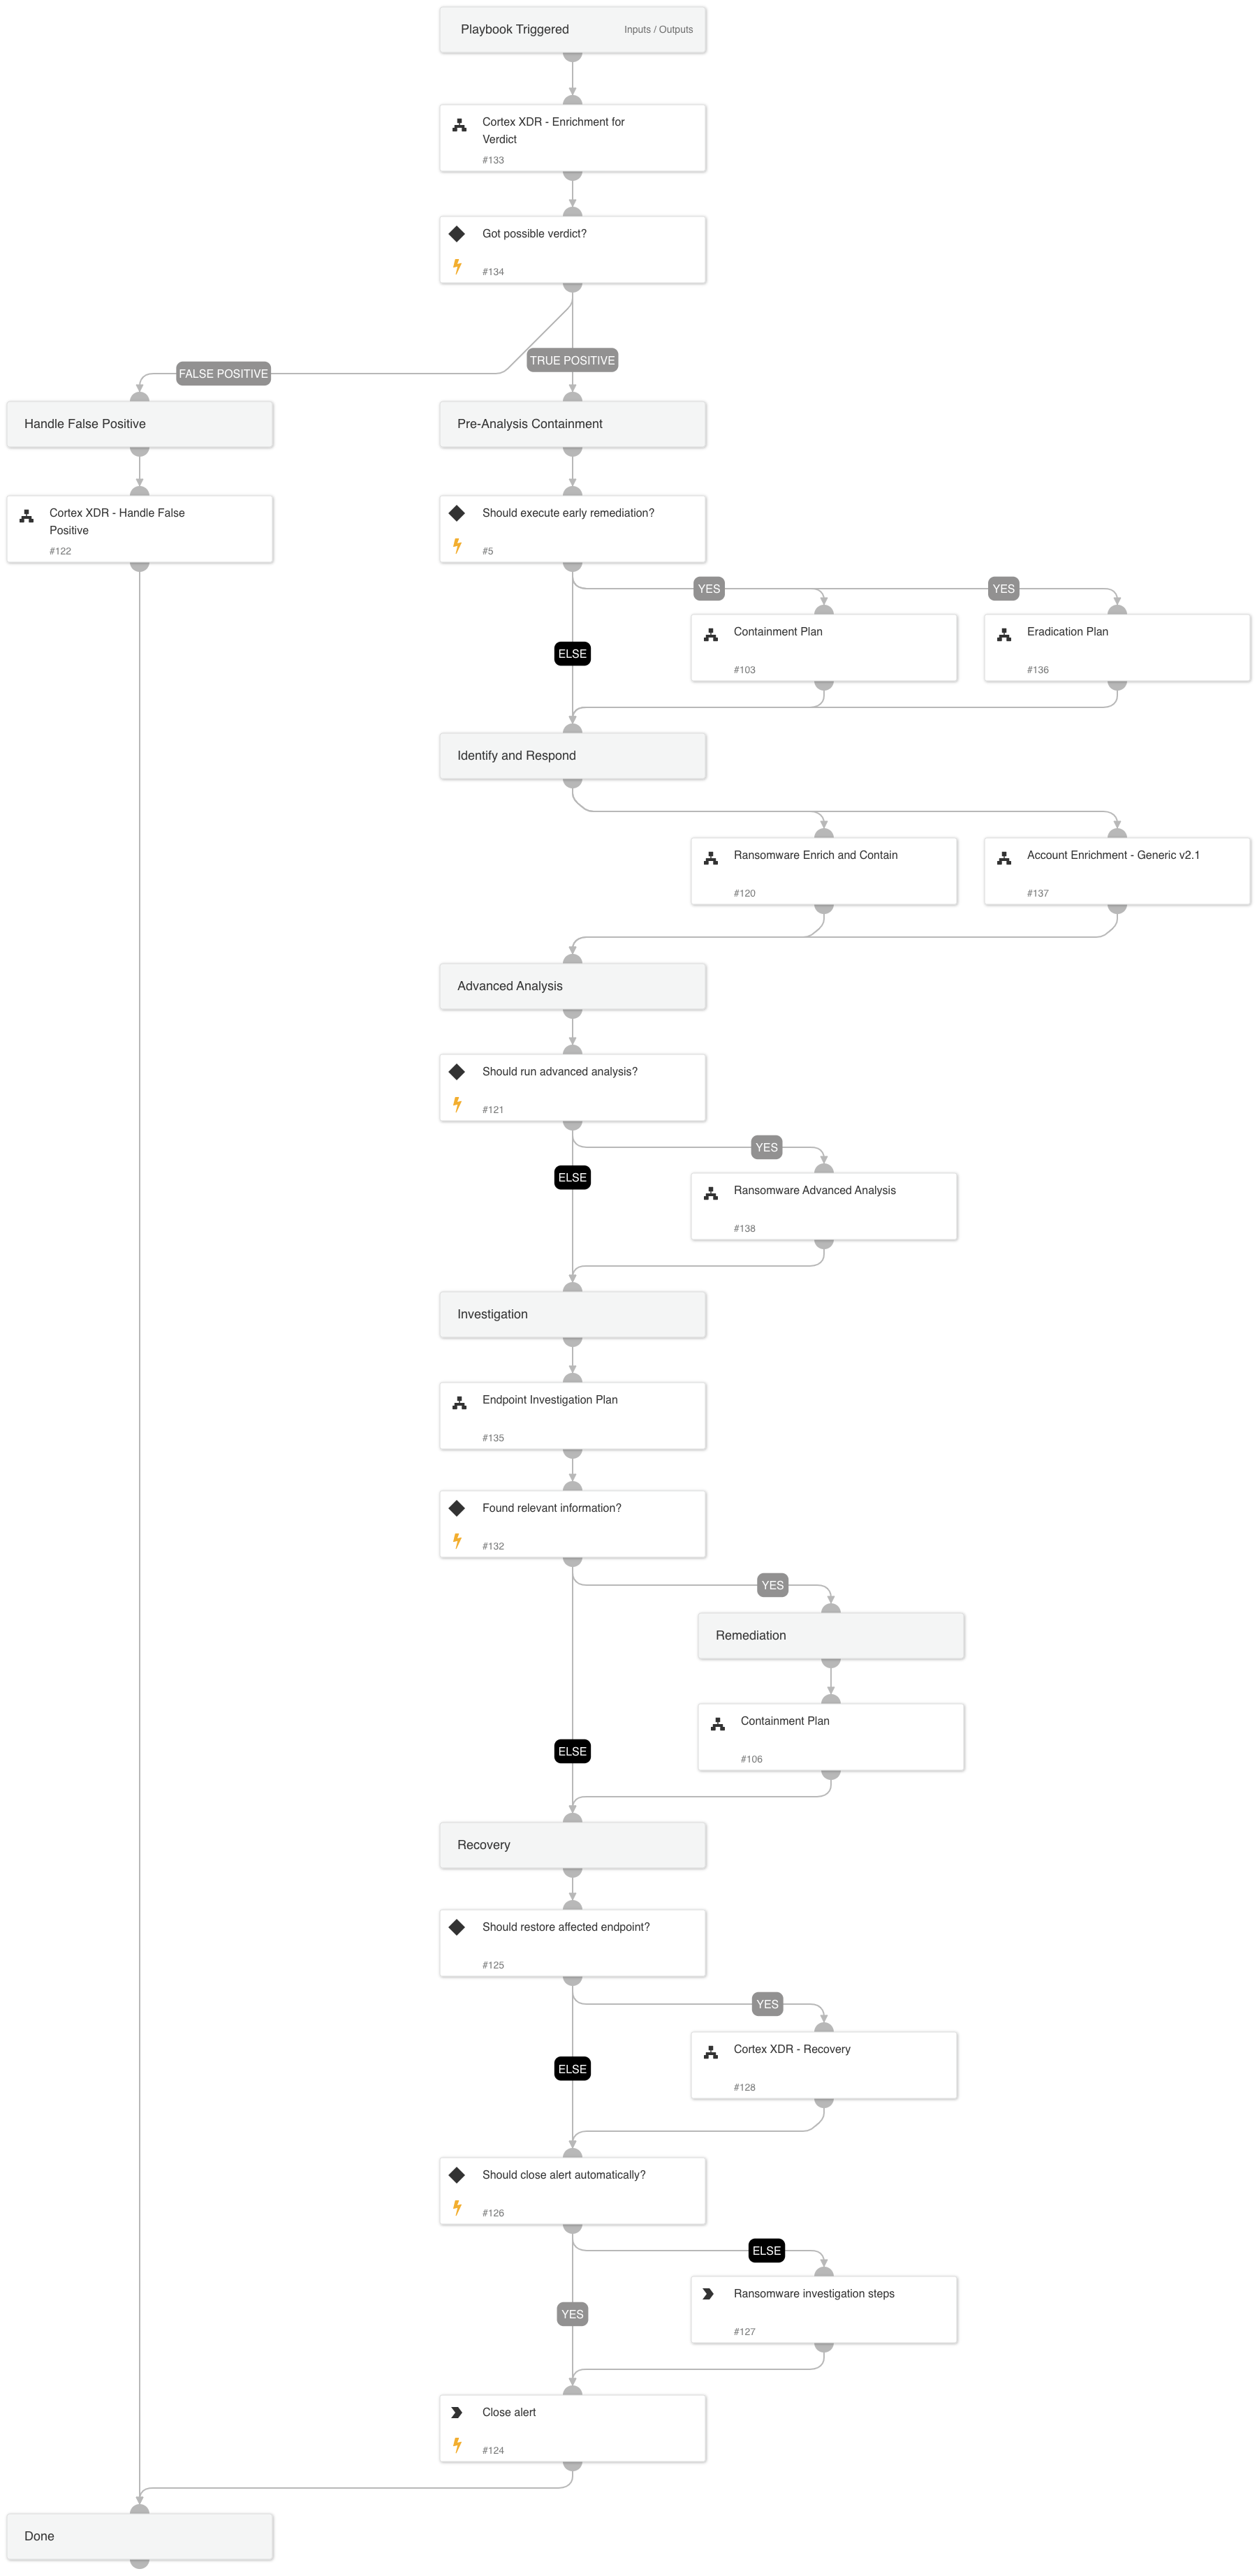 Playbook Triggered Inputs / Outputs
Cortex XDR - Enrichment for
Verdict
#133
Got possible verdict?
#134
TRUE POSITIVE
FALSE POSITIVE
Handle False Positive
Pre-Analysis Containment
Cortex XDR - Handle False
Positive
#122
Should execute early remediation?
#5
YES
YES
Containment Plan
#103
Eradication Plan
#136
ELSE
Identify and Respond
Ransomware Enrich and Contain
#120
Account Enrichment - Generic v2.1
#137
Advanced Analysis
Should run advanced analysis?
#121
YES
ELSE
Ransomware Advanced Analysis
#138
Investigation
Endpoint Investigation Plan
#135
Found relevant information?
#132
YES
Remediation
Containment Plan
#106
ELSE
Recovery
Should restore affected endpoint?
#125
YES
Cortex XDR - Recovery
#128
ELSE
Should close alert automatically?
#126
ELSE
Ransomware investigation steps
#127
YES
Close alert
#124
Done